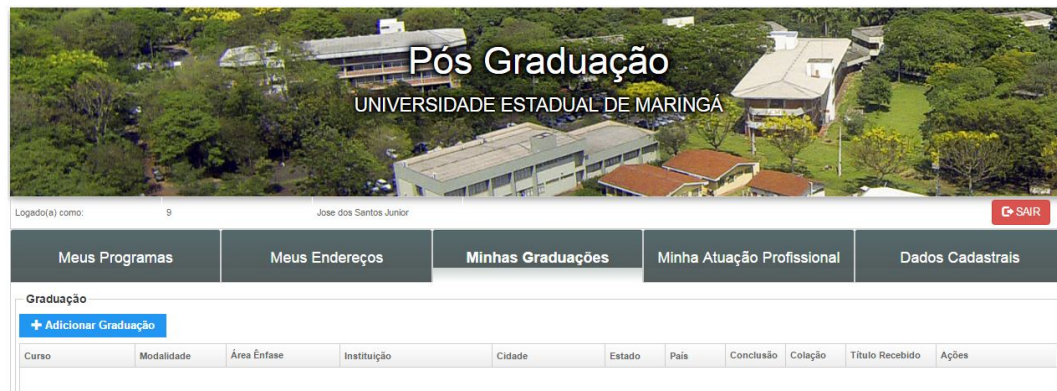 Pós Graduação
UNIVERSIDADE ESTADUAL DE MARINGÁ
Logado(a) como: 9 Jose dos Santos Junior SAIR
Meus Programas Meus Endereços Minhas Graduações Minha Atuação Profissional Dados Cadastrais
Graduação
+ Adicionar Graduação
Curso Modalidade Área Ênfase Instituição Cidade Estado País Conclusão Colação Título Recebido Ações